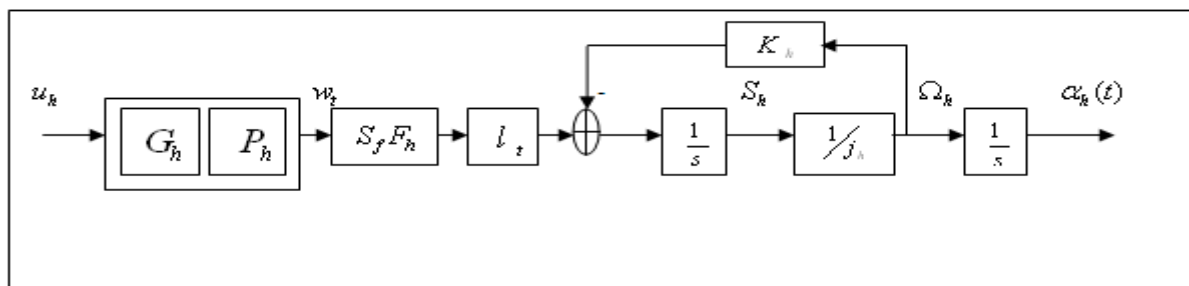 K_h
-
u_h
w_t
S_h
Ω_h
α_h(t)
G_h
P_h
S_f F_h
l_t
1/s
1/j_h
1/s